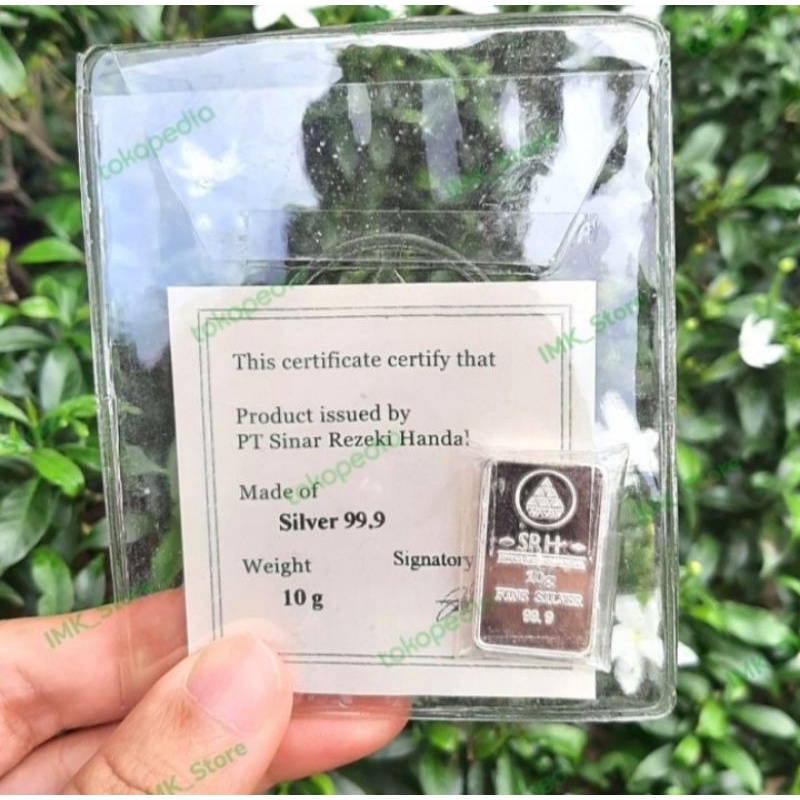 tokopedia
tokopedia
IMK_Store
This certificate certify that
Product issued by
PT Sinar Rezeki Handal
tokopedia
Made of
Silver 99.9
Weight
Signatory
10 g
SRH
10g
FINE SILVER
99.9
tokopedia
IMK_Store
IMK_Store